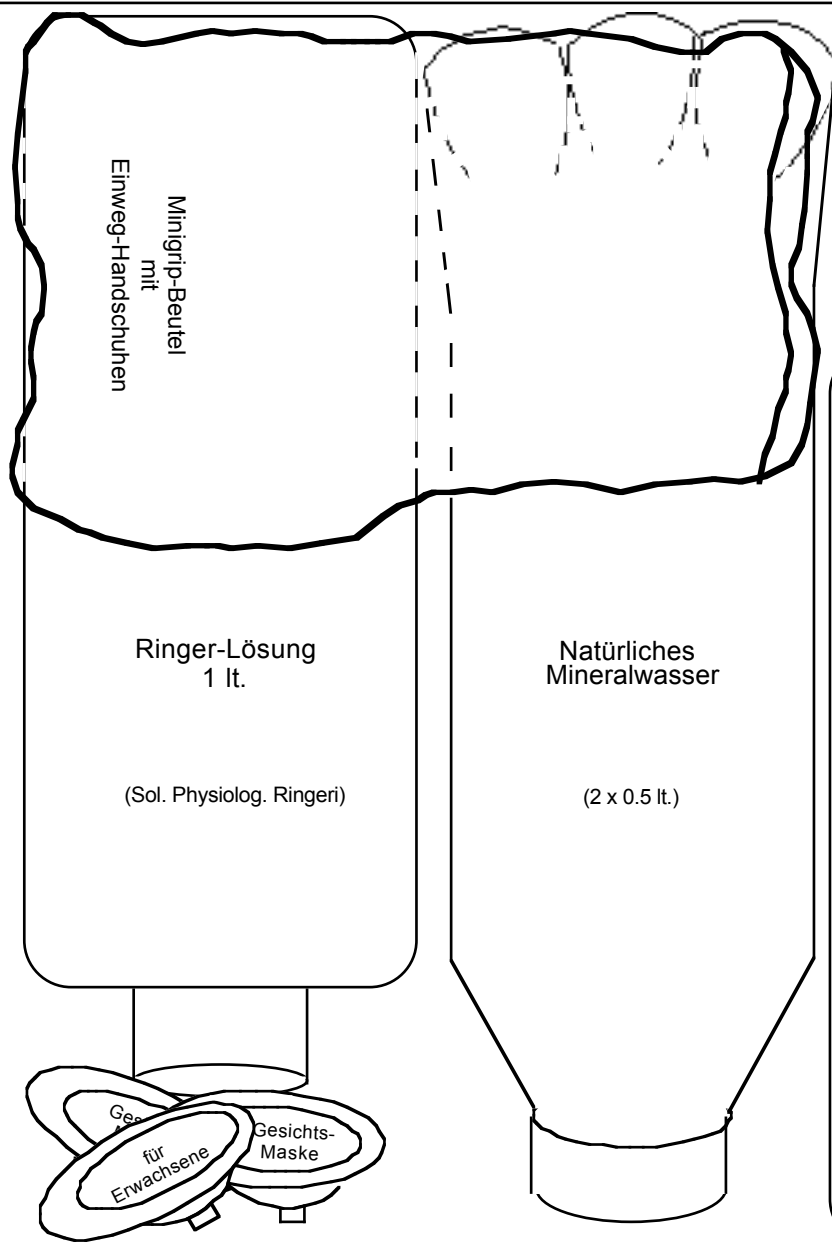 Minigrip-Beutel
mit
Einweg-Handschuhen
Ringer-Lösung
1 lt.
(Sol. Physiolog. Ringeri)
Natürliches
Mineralwasser
(2 x 0.5 lt.)
für
Erwachsene
Gesichts-
Maske